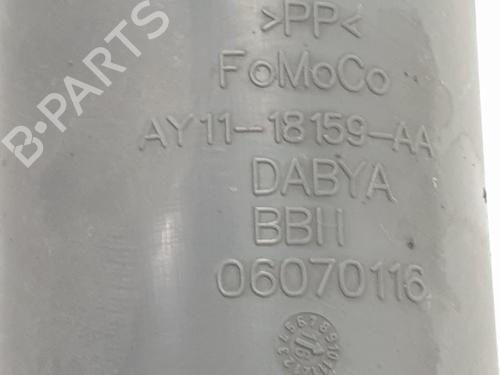 >PP<
FoMoCo
AY11-18159-AA
DABYA
BBH
06070116
B-PARTS